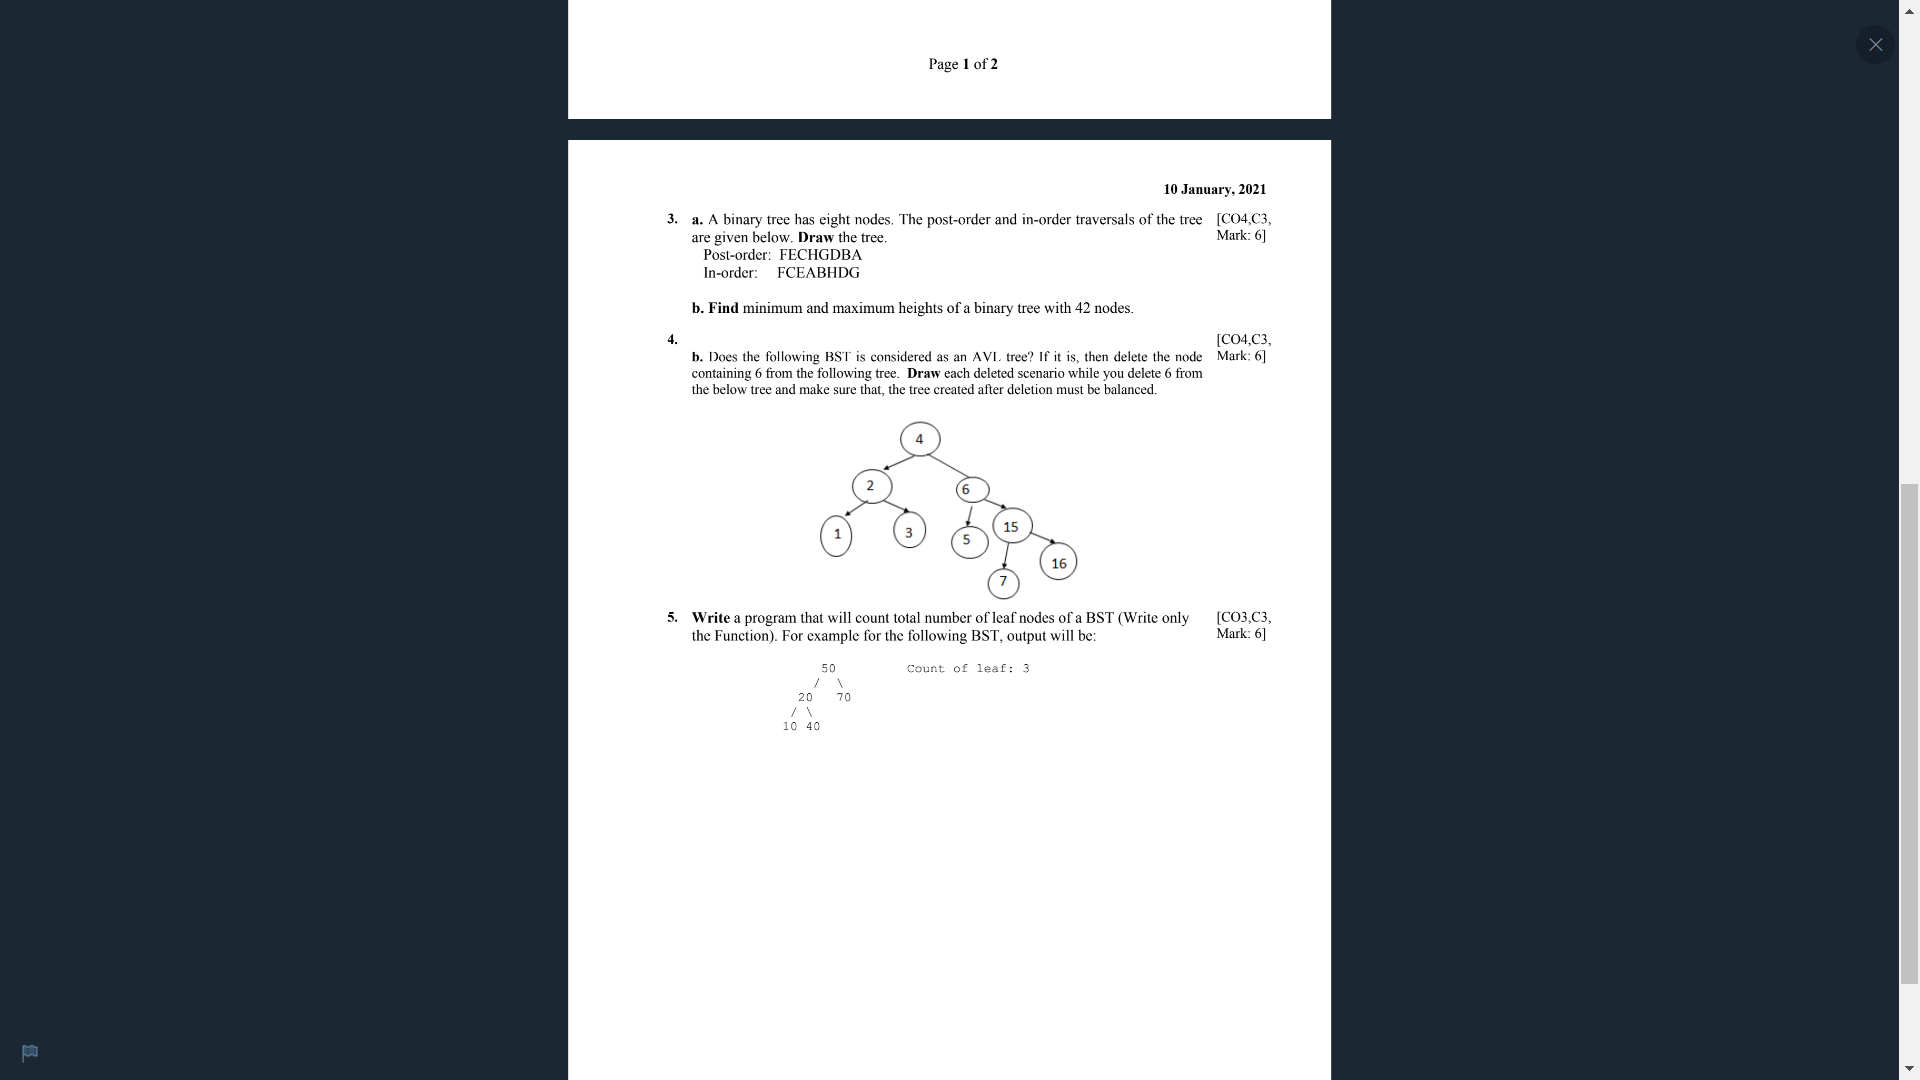 Page 1 of 2
10 January, 2021
3. a. A binary tree has eight nodes. The post-order and in-order traversals of the tree [CO4,C3,
are given below. Draw the tree. Mark: 6]
Post-order: FECHGDBA
In-order: FCEABHDG
b. Find minimum and maximum heights of a binary tree with 42 nodes.
4. [CO4,C3,
b. Does the following BST is considered as an AVL tree? If it is, then delete the node Mark: 6]
containing 6 from the following tree. Draw each deleted scenario while you delete 6 from
the below tree and make sure that, the tree created after deletion must be balanced.
4
2 6
1 3 5 15
7 16
5. Write a program that will count total number of leaf nodes of a BST (Write only [CO3,C3,
the Function). For example for the following BST, output will be: Mark: 6]
50 Count of leaf: 3
/ \
20 70
/ \
10 40